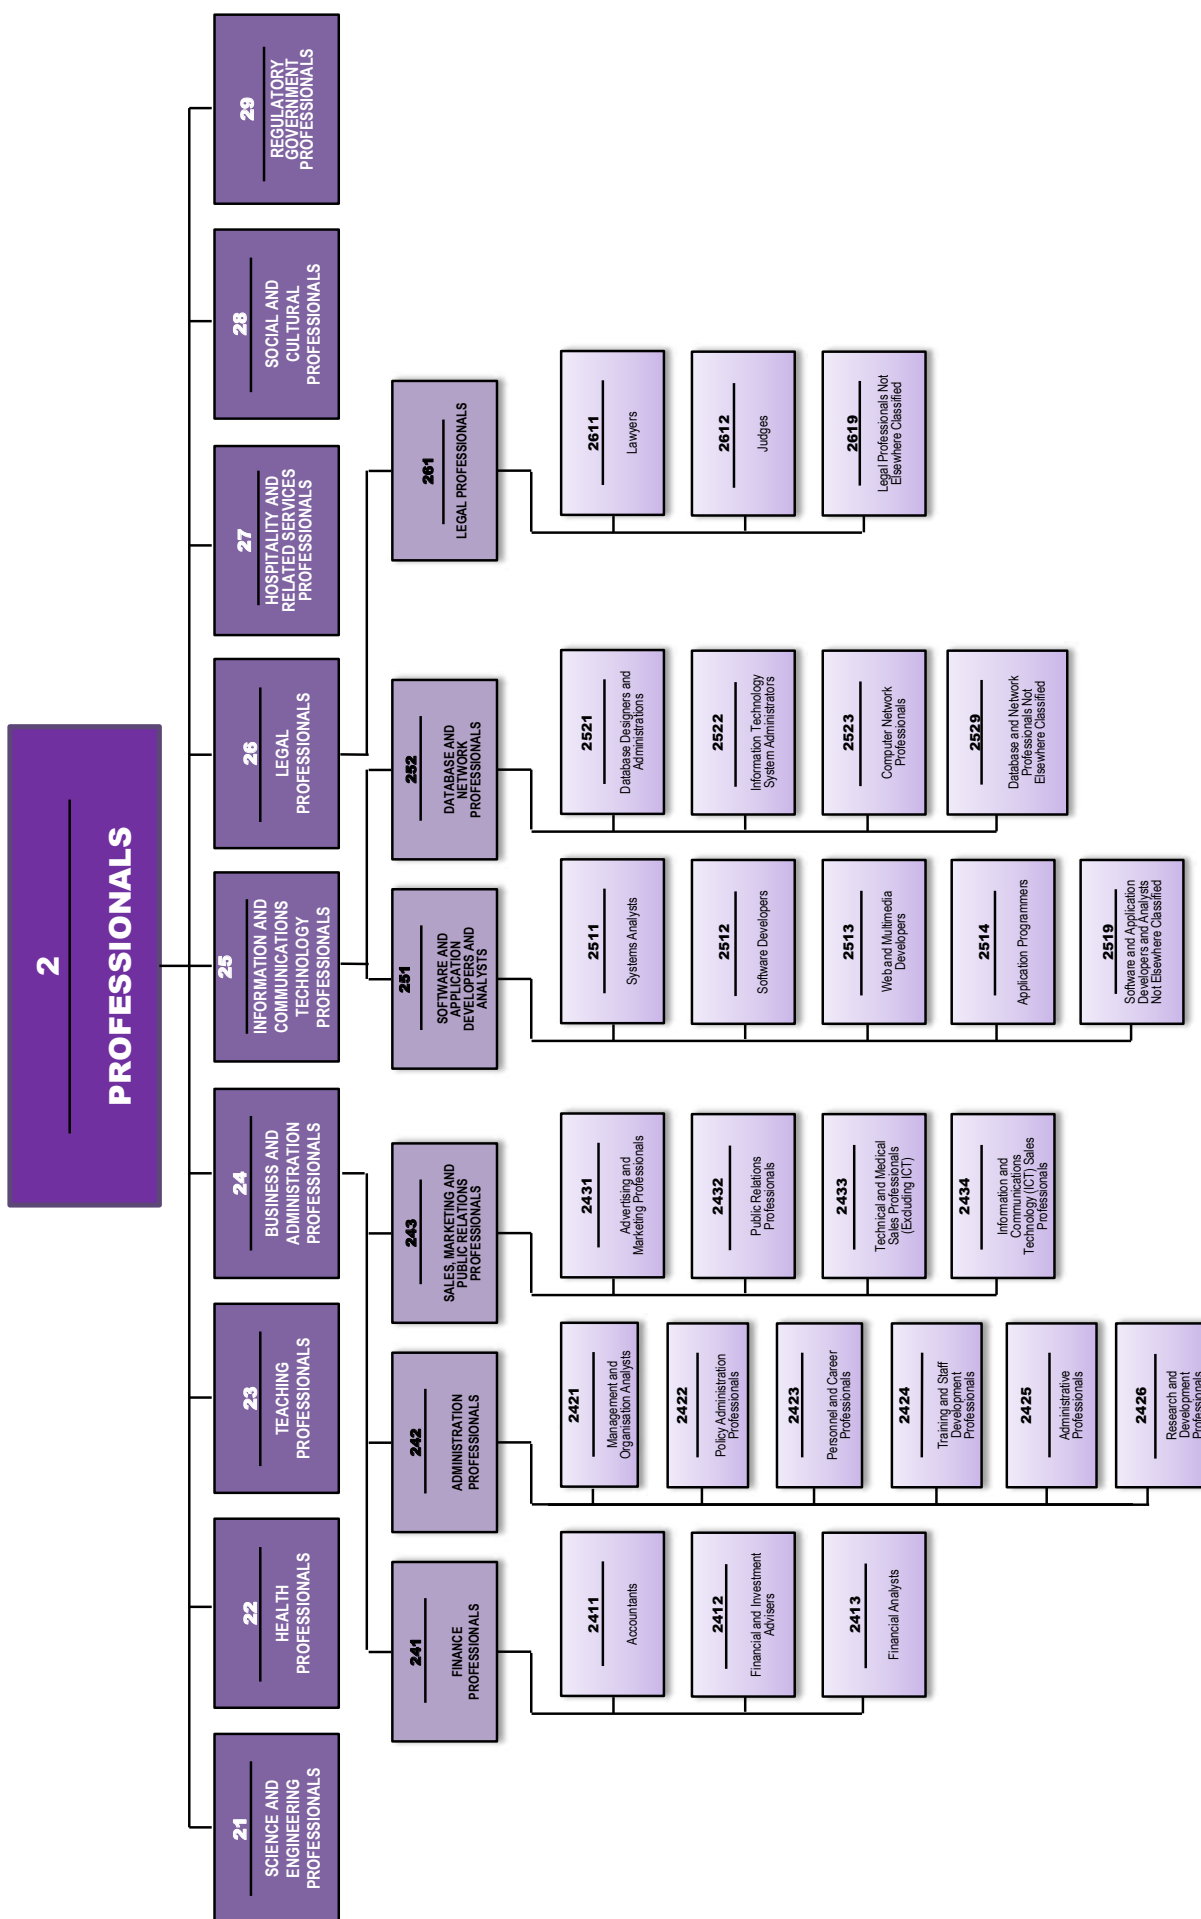 2
PROFESSIONALS
21
SCIENCE AND
ENGINEERING
PROFESSIONALS
22
HEALTH
PROFESSIONALS
23
TEACHING
PROFESSIONALS
24
BUSINESS AND
ADMINISTRATION
PROFESSIONALS
25
INFORMATION AND
COMMUNICATIONS
TECHNOLOGY
PROFESSIONALS
26
LEGAL
PROFESSIONALS
27
HOSPITALITY AND
RELATED SERVICES
PROFESSIONALS
28
SOCIAL AND
CULTURAL
PROFESSIONALS
29
REGULATORY
GOVERNMENT
PROFESSIONALS
241
FINANCE
PROFESSIONALS
242
ADMINISTRATION
PROFESSIONALS
243
SALES, MARKETING AND
PUBLIC RELATIONS
PROFESSIONALS
251
SOFTWARE AND
APPLICATION
DEVELOPERS AND
ANALYSTS
252
DATABASE AND
NETWORK
PROFESSIONALS
261
LEGAL PROFESSIONALS
2411
Accountants
2412
Financial and Investment
Advisers
2413
Financial Analysts
2421
Management and
Organisation Analysts
2422
Policy Administration
Professionals
2423
Personnel and Career
Professionals
2424
Training and Staff
Development
Professionals
2425
Administrative
Professionals
2426
Research and
Development
Professionals
2431
Advertising and
Marketing Professionals
2432
Public Relations
Professionals
2433
Technical and Medical
Sales Professionals
(Excluding ICT)
2434
Information and
Communications
Technology (ICT) Sales
Professionals
2511
Systems Analysts
2512
Software Developers
2513
Web and Multimedia
Developers
2514
Application Programmers
2519
Software and Application
Developers and Analysts
Not Elsewhere Classified
2521
Database Designers and
Administrations
2522
Information Technology
System Administrators
2523
Computer Network
Professionals
2529
Database and Network
Professionals Not
Elsewhere Classified
2611
Lawyers
2612
Judges
2619
Legal Professionals Not
Elsewhere Classified